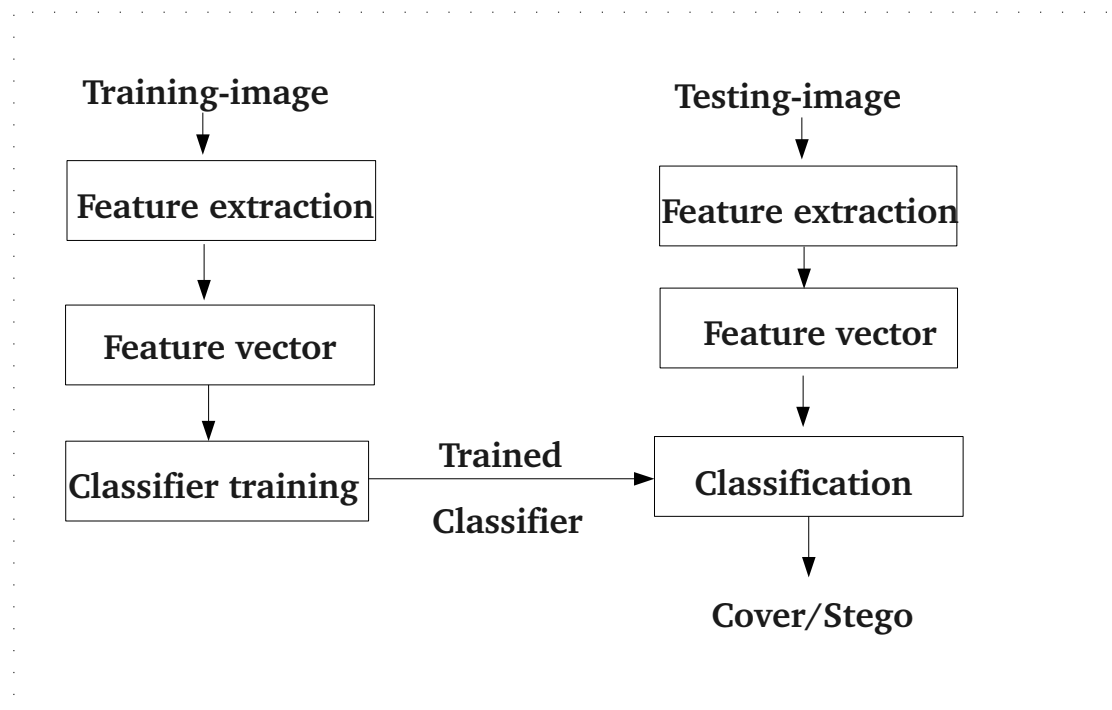 Training-image
Feature extraction
Feature vector
Classifier training
Trained
Classifier
Testing-image
Feature extraction
Feature vector
Classification
Cover/Stego